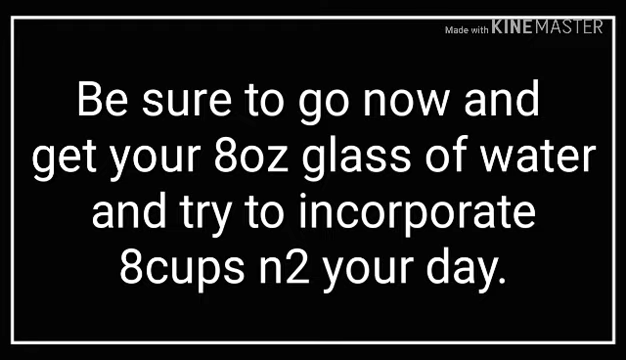 Made with KINEMASTER
Be sure to go now and
get your 8oz glass of water
and try to incorporate
8cups n2 your day.